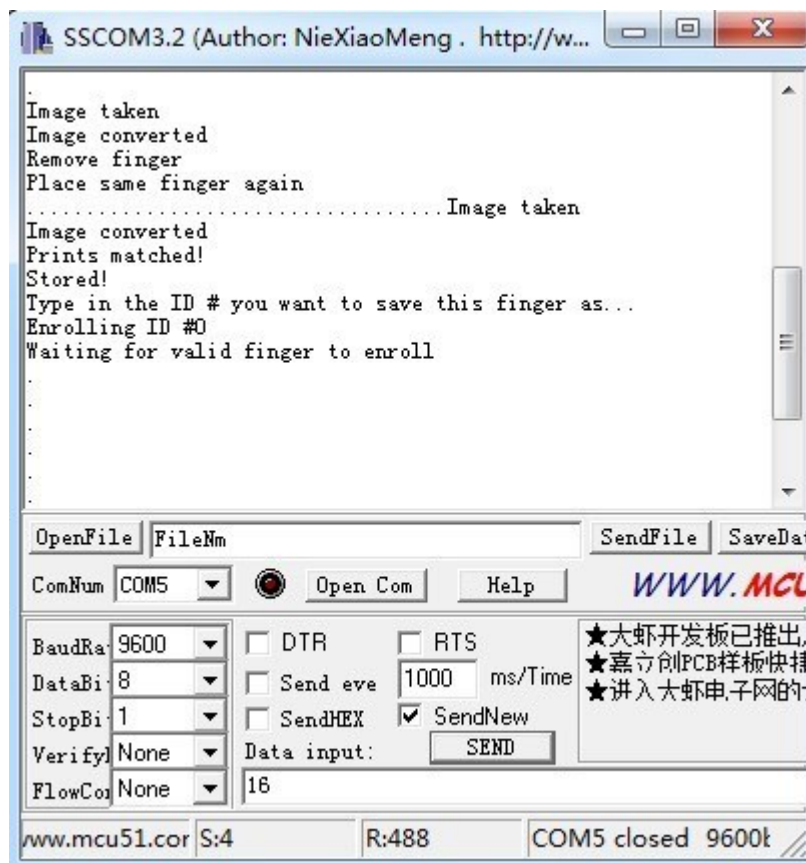 SSCOM3.2 (Author: NieXiaoMeng . http://w...
.
Image taken
Image converted
Remove finger
Place same finger again
...................................Image taken
Image converted
Prints matched!
Stored!
Type in the ID # you want to save this finger as...
Enrolling ID #0
Waiting for valid finger to enroll
.
.
.
.
.
.
OpenFile FileNm SendFile SaveDat
ComNum COM5 Open Com Help WWW.MCU
BaudRa 9600 DTR RTS
DataBi 8 Send eve 1000 ms/Time
StopBi 1 SendHEX SendNew
Verify None Data input: SEND
FlowCo None 16
★大虾开发板已推出
★嘉立创PCB样板快捷
★进入大虾电子网的
www.mcu51.cor S:4 R:488 COM5 closed 9600b